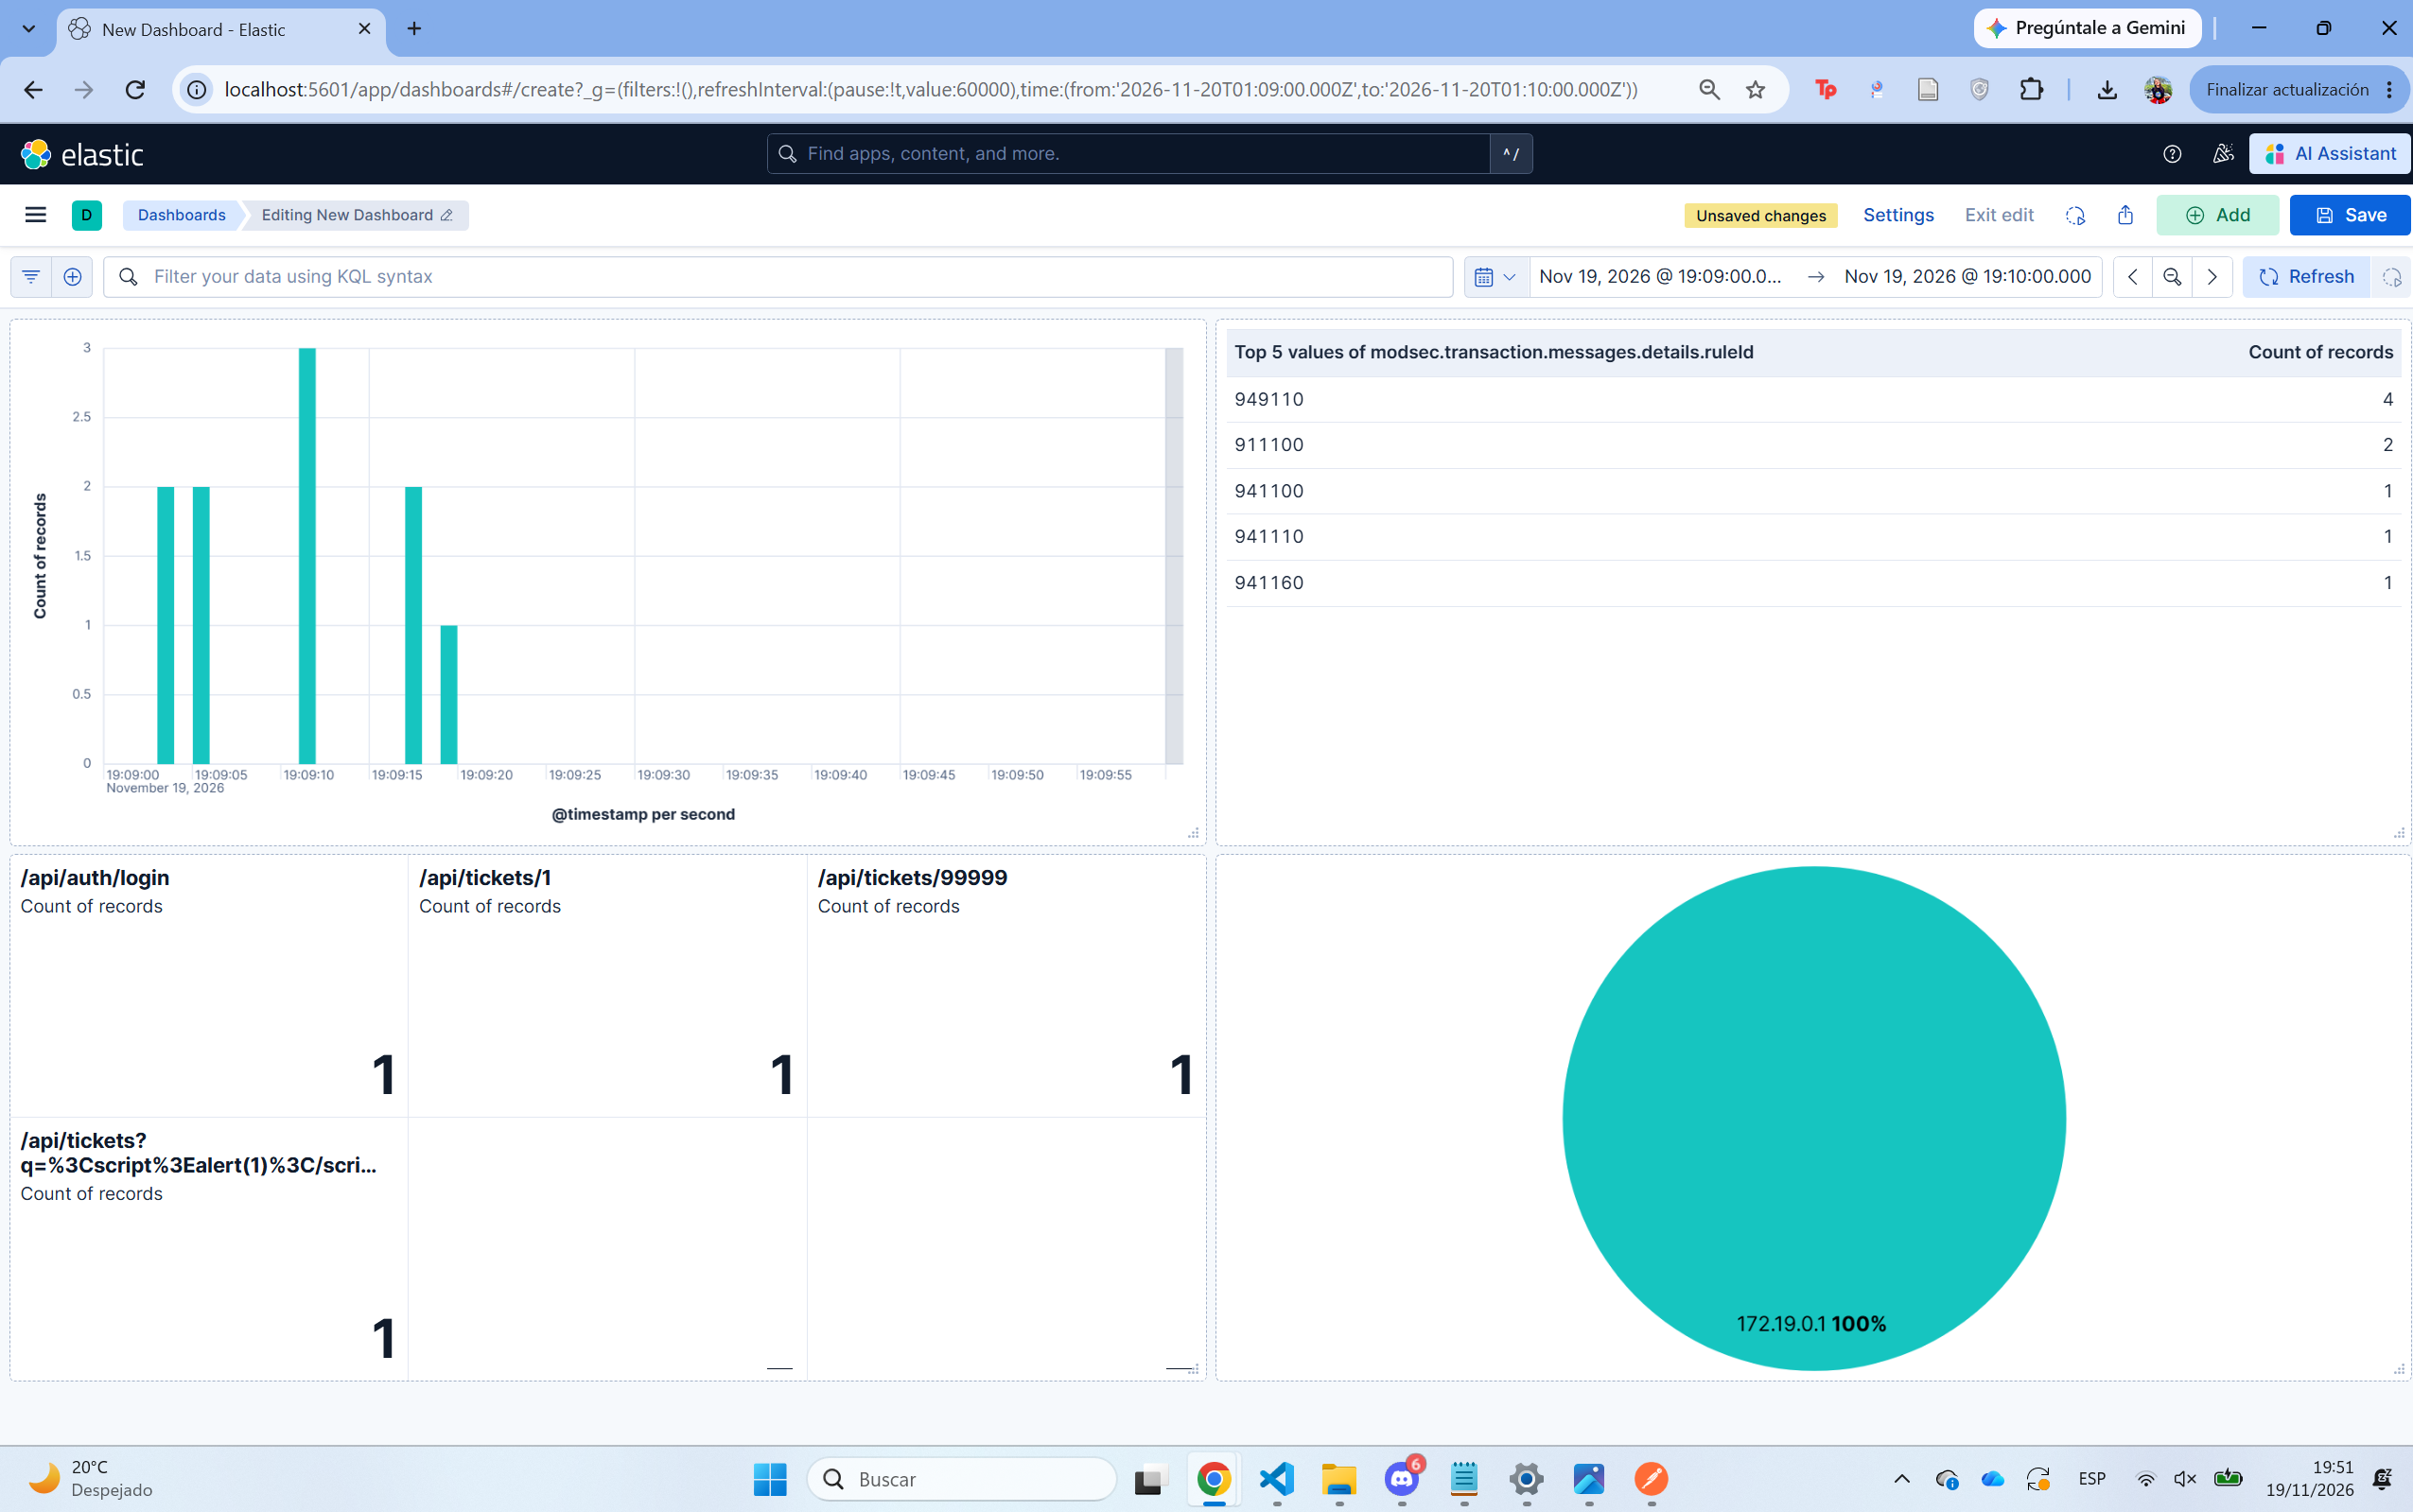 New Dashboard - Elastic
Pregúntale a Gemini
localhost:5601/app/dashboards#/create?_g=(filters:!(),refreshInterval:(pause:!t,value:60000),time:(from:'2026-11-20T01:09:00.000Z',to:'2026-11-20T01:10:00.000Z'))
Tp
Finalizar actualización
elastic
Find apps, content, and more.
^ /
AI Assistant
D
Dashboards
Editing New Dashboard
Unsaved changes
Settings
Exit edit
Add
Save
Filter your data using KQL syntax
Nov 19, 2026 @ 19:09:00.0...
Nov 19, 2026 @ 19:10:00.000
Refresh
3
2.5
2
1.5
1
0.5
0
Count of records
19:09:00 19:09:05 19:09:10 19:09:15 19:09:20 19:09:25 19:09:30 19:09:35 19:09:40 19:09:45 19:09:50 19:09:55
November 19, 2026
@timestamp per second
Top 5 values of modsec.transaction.messages.details.ruleId Count of records
949110 4
911100 2
941100 1
941110 1
941160 1
/api/auth/login
Count of records
1
/api/tickets/1
Count of records
1
/api/tickets/99999
Count of records
1
/api/tickets?
q=%3Cscript%3Ealert(1)%3C/scri...
Count of records
1
172.19.0.1 100%
20°C
Despejado
Buscar
6
ESP
19:51
19/11/2026